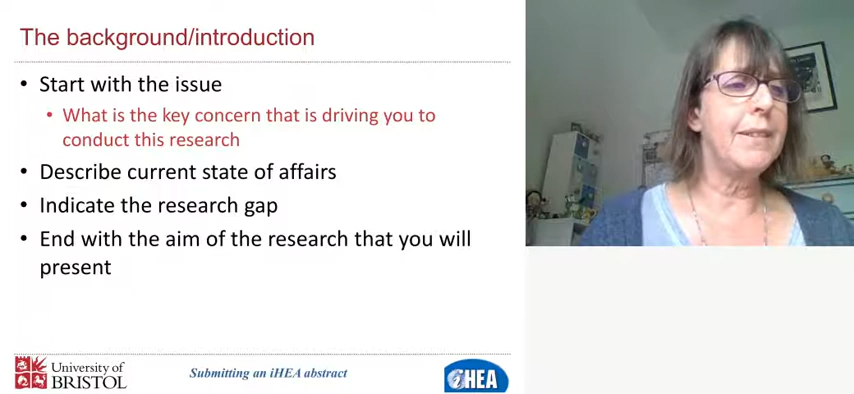 The background/introduction
• Start with the issue
• What is the key concern that is driving you to
conduct this research
• Describe current state of affairs
• Indicate the research gap
• End with the aim of the research that you will
present
University of
BRISTOL
Submitting an iHEA abstract
iHEA